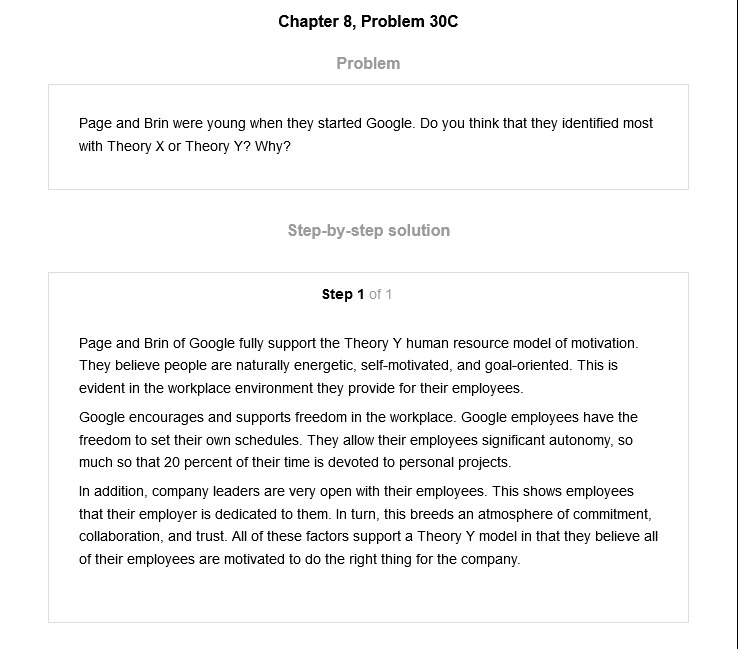 Chapter 8, Problem 30C
Problem
Page and Brin were young when they started Google. Do you think that they identified most
with Theory X or Theory Y? Why?
Step-by-step solution
Step 1 of 1
Page and Brin of Google fully support the Theory Y human resource model of motivation.
They believe people are naturally energetic, self-motivated, and goal-oriented. This is
evident in the workplace environment they provide for their employees.
Google encourages and supports freedom in the workplace. Google employees have the
freedom to set their own schedules. They allow their employees significant autonomy, so
much so that 20 percent of their time is devoted to personal projects.
In addition, company leaders are very open with their employees. This shows employees
that their employer is dedicated to them. In turn, this breeds an atmosphere of commitment,
collaboration, and trust. All of these factors support a Theory Y model in that they believe all
of their employees are motivated to do the right thing for the company.